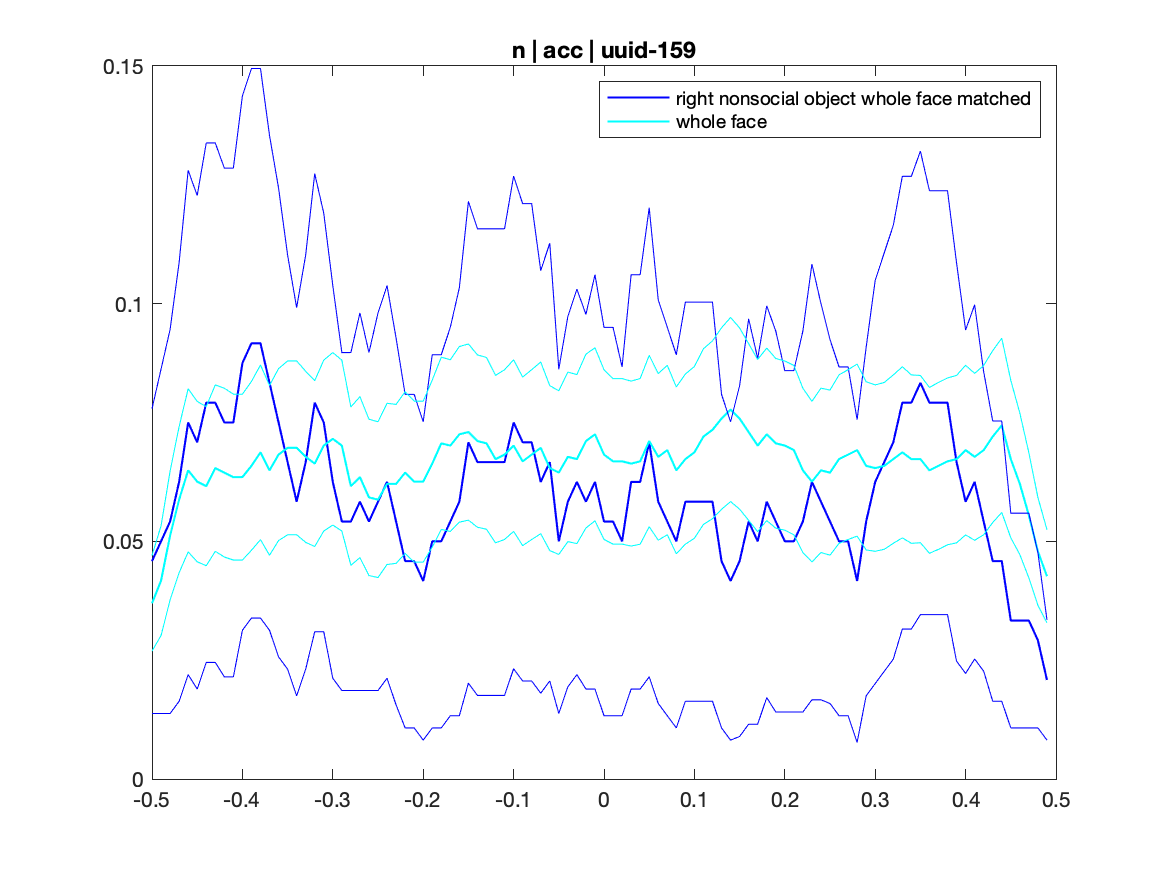 n | acc | uuid-159
0.15
right nonsocial object whole face matched
whole face
0.1
0.05
0
-0.5 -0.4 -0.3 -0.2 -0.1 0 0.1 0.2 0.3 0.4 0.5